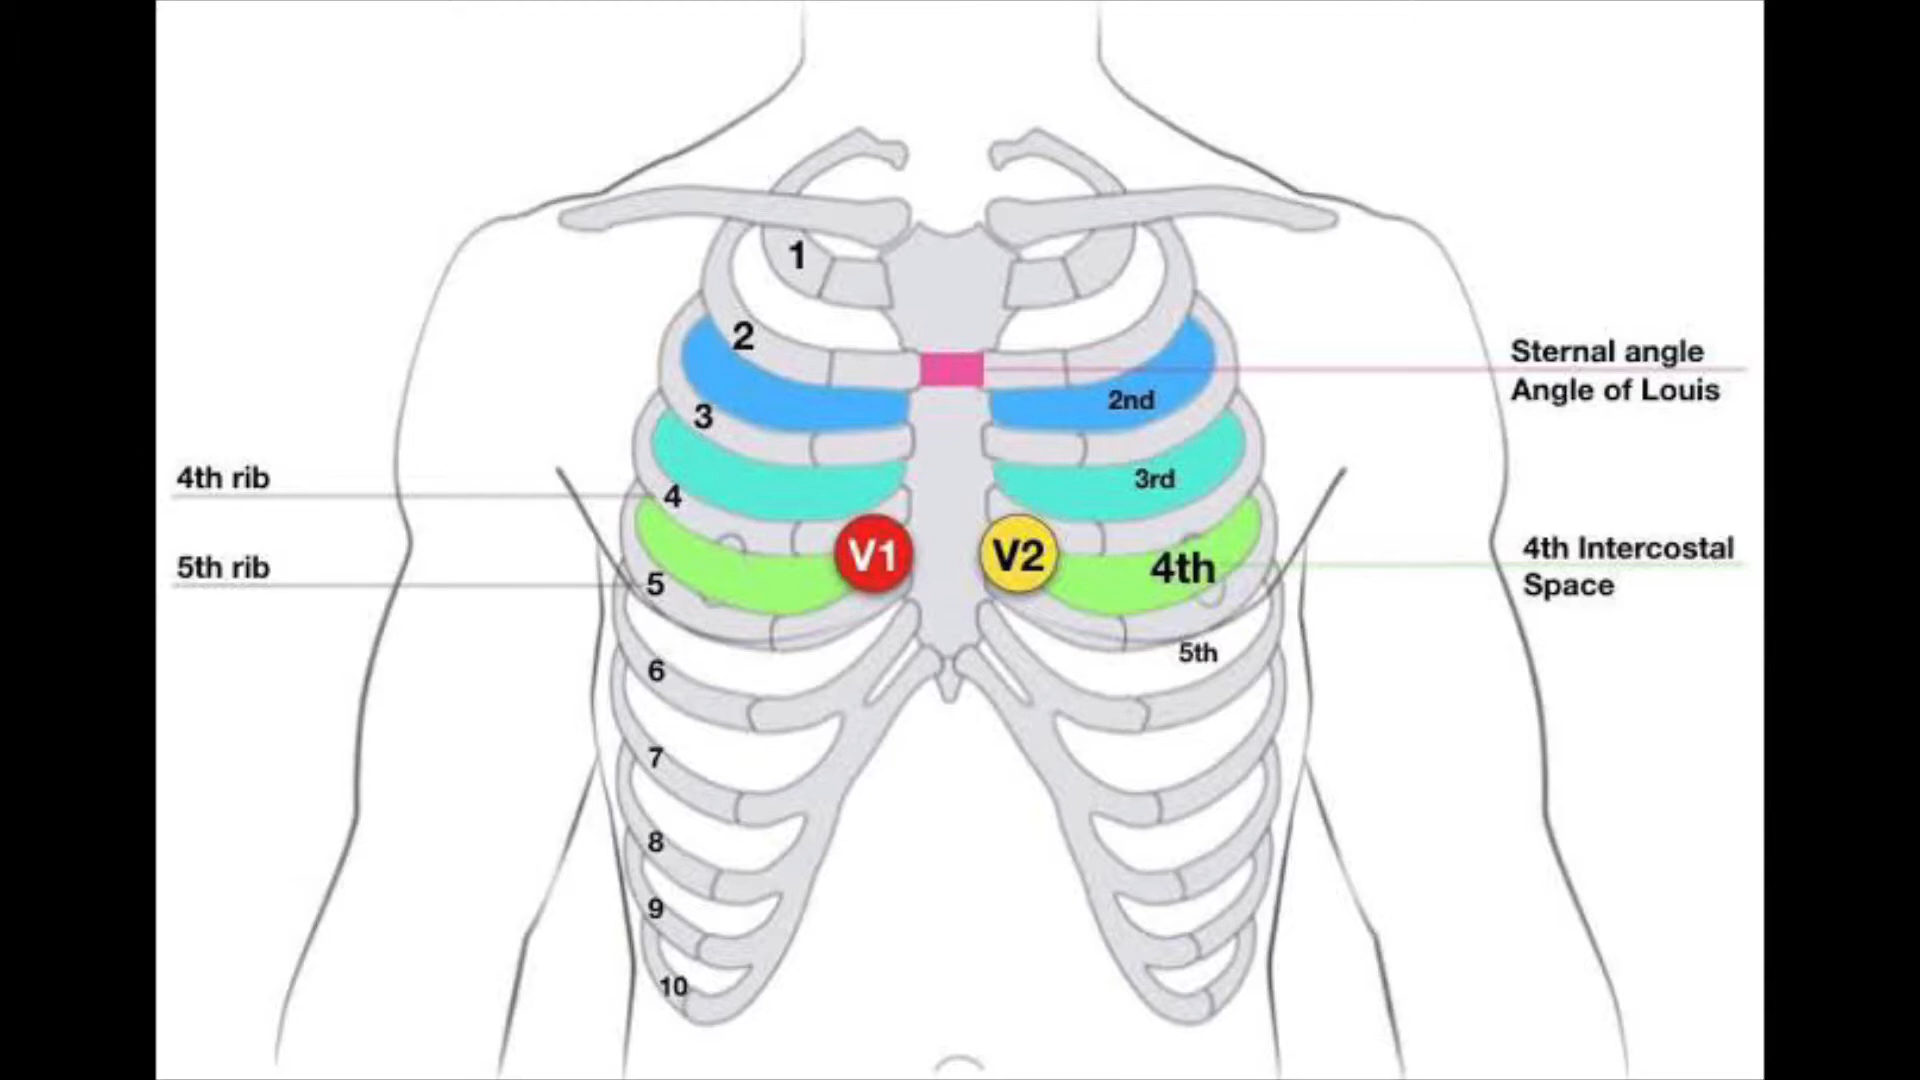 1
2
Sternal angle
Angle of Louis
2nd
3
4th rib
3rd
4
V1
V2
4th
4th Intercostal
Space
5th rib
5
5th
6
7
8
9
10